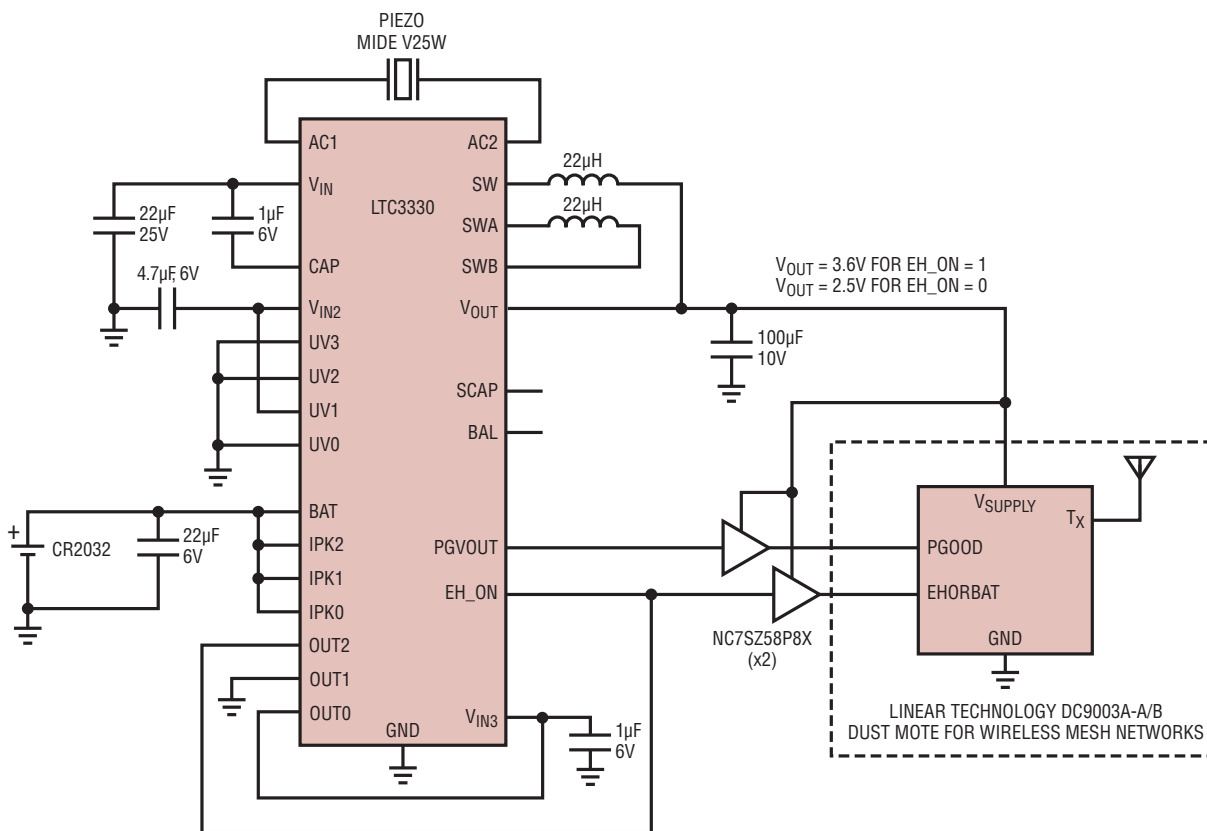 PIEZO
MIDE V25W
AC1
AC2
22µH
VIN
SW
LTC3330
22µH
22µF
25V
1µF
6V
SWA
CAP
SWB
4.7µF, 6V
VOUT = 3.6V FOR EH_ON = 1
VOUT = 2.5V FOR EH_ON = 0
VIN2
VOUT
UV3
100µF
10V
UV2
SCAP
UV1
BAL
UV0
VSUPPLY
TX
BAT
+
CR2032
22µF
6V
IPK2
PGVOUT
PGOOD
IPK1
EH_ON
EHORBAT
IPK0
NC7SZ58P8X
(x2)
GND
OUT2
OUT1
OUT0
VIN3
GND
1µF
6V
LINEAR TECHNOLOGY DC9003A-A/B
DUST MOTE FOR WIRELESS MESH NETWORKS